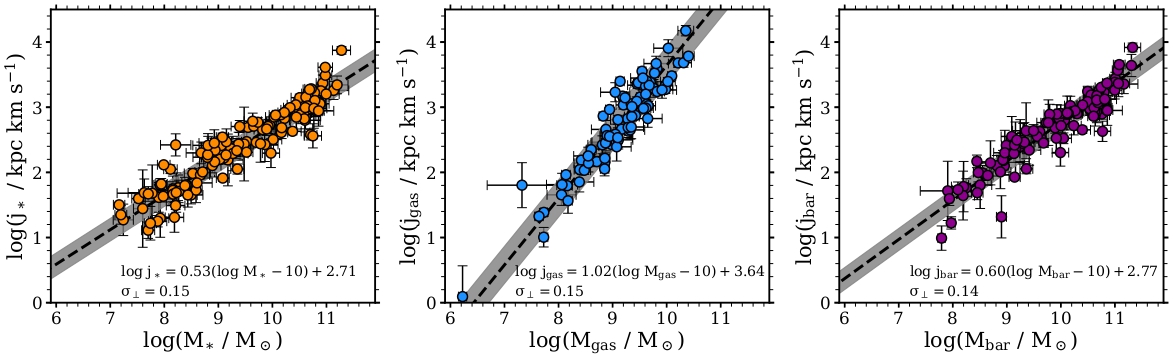 log(j* / kpc km s⁻¹)
4
3
2
1
0
log j* = 0.53(log M* − 10) + 2.71
σ⊥ = 0.15
6 7 8 9 10 11
log(M* / M⊙)
log(jgas / kpc km s⁻¹)
4
3
2
1
0
log jgas = 1.02(log Mgas − 10) + 3.64
σ⊥ = 0.15
6 7 8 9 10 11
log(Mgas / M⊙)
log(jbar / kpc km s⁻¹)
4
3
2
1
0
log jbar = 0.60(log Mbar − 10) + 2.77
σ⊥ = 0.14
6 7 8 9 10 11
log(Mbar / M⊙)